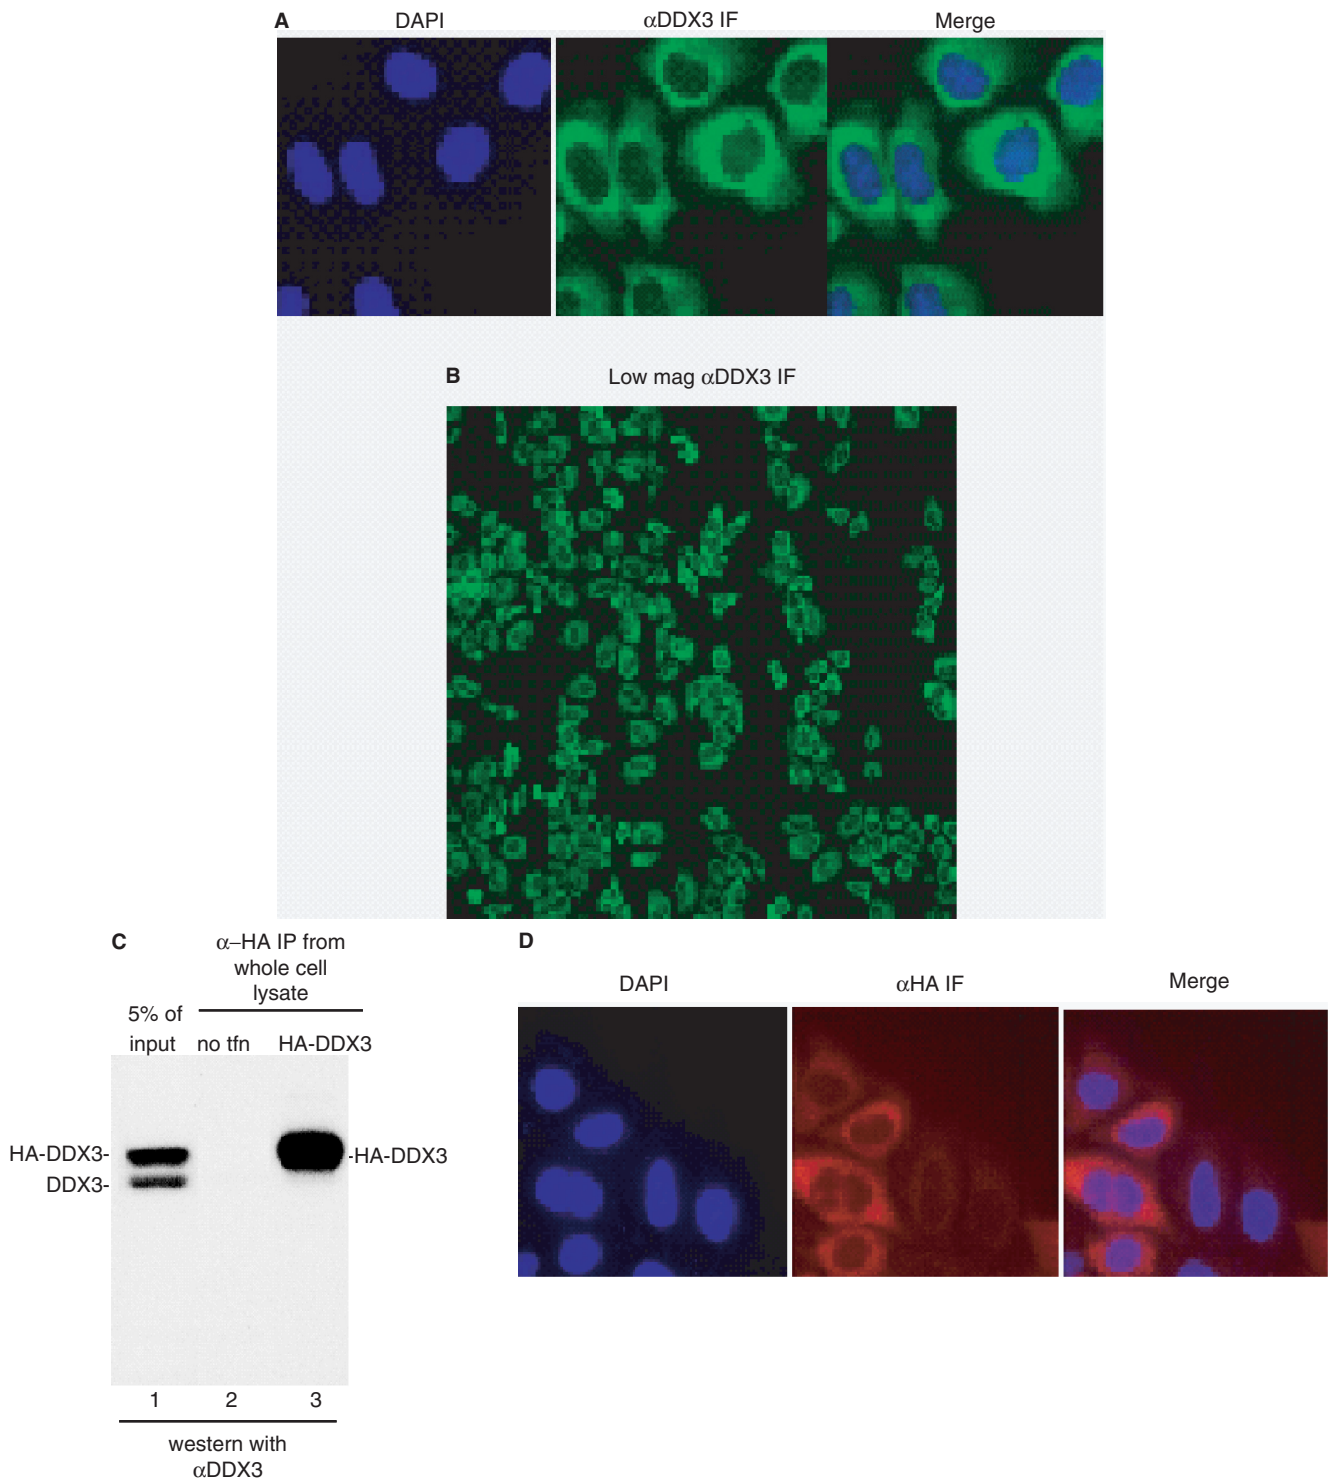 A
DAPI
αDDX3 IF
Merge
B
Low mag αDDX3 IF
C
α–HA IP from
whole cell
lysate
5% of
input
no tfn
HA-DDX3
HA-DDX3-
DDX3-
-HA-DDX3
1
2
3
western with
αDDX3
D
DAPI
αHA IF
Merge